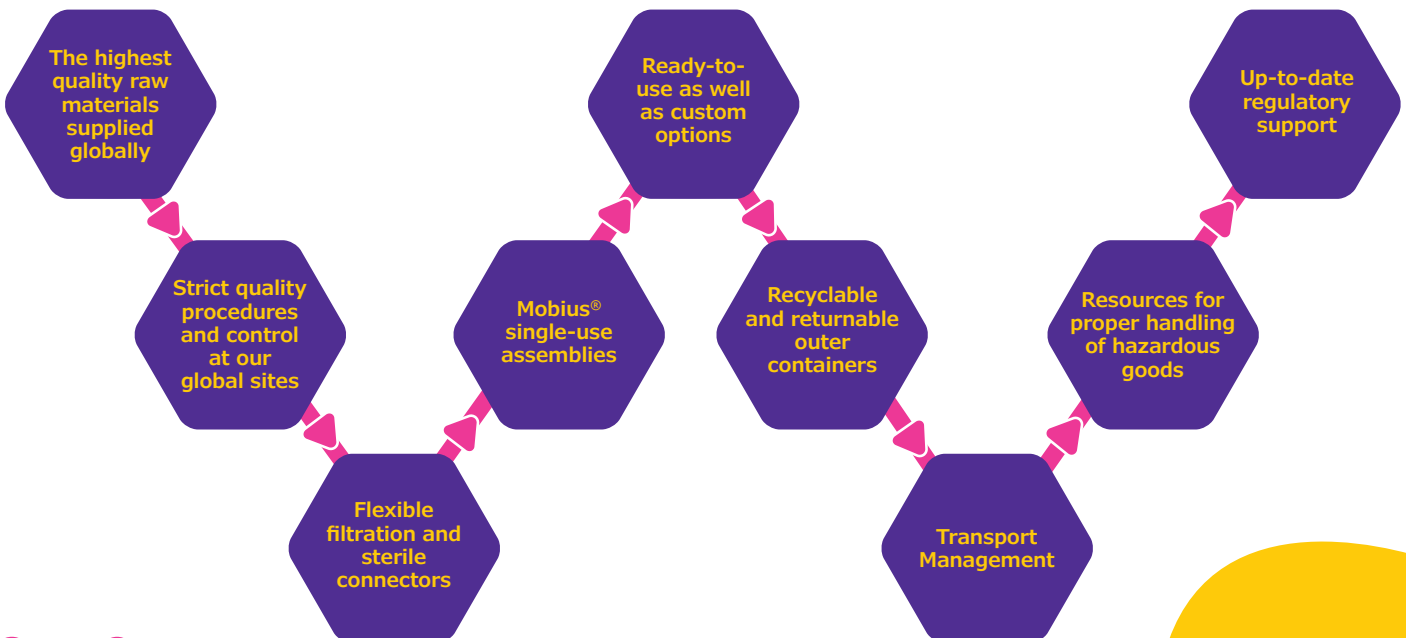 The highest
quality raw
materials
supplied
globally
Strict quality
procedures
and control
at our
global sites
Flexible
filtration and
sterile
connectors
Mobius®
single-use
assemblies
Ready-to-
use as well
as custom
options
Recyclable
and returnable
outer
containers
Transport
Management
Resources for
proper handling
of hazardous
goods
Up-to-date
regulatory
support